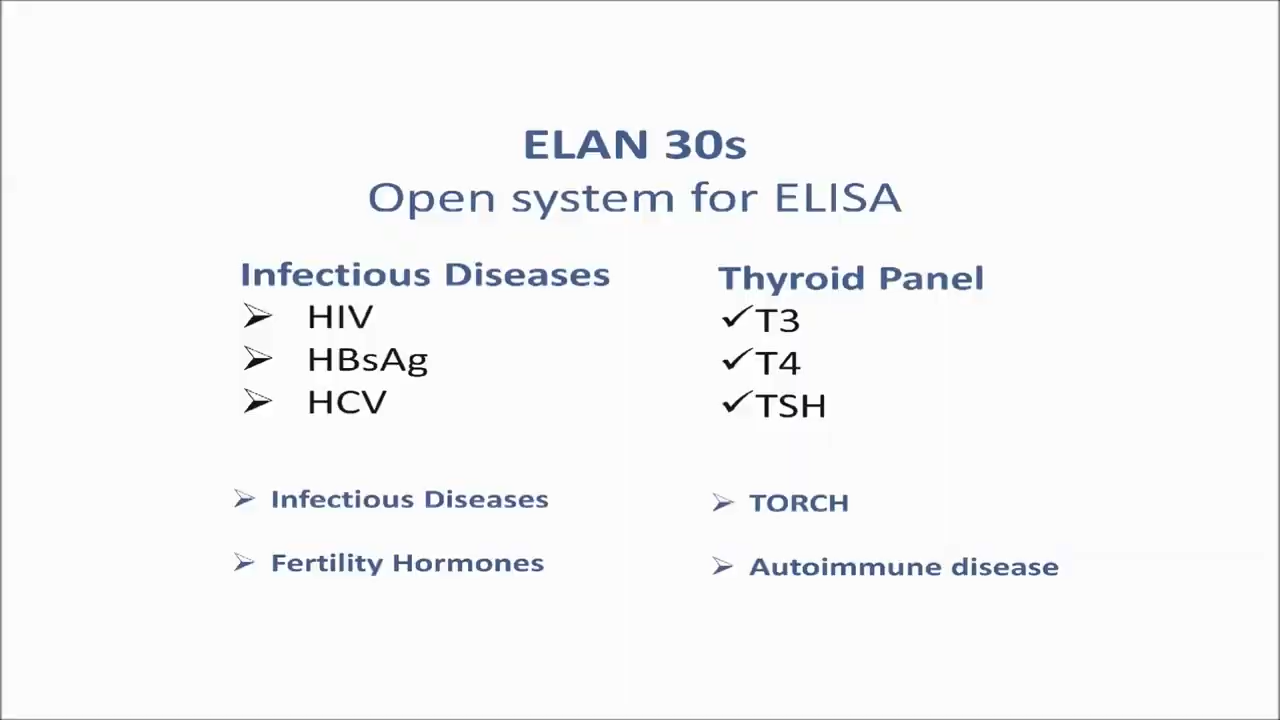 ELAN 30s
Open system for ELISA
Infectious Diseases
➢ HIV
➢ HBsAg
➢ HCV
Thyroid Panel
✓T3
✓T4
✓TSH
➢ Infectious Diseases
➢ Fertility Hormones
➢ TORCH
➢ Autoimmune disease